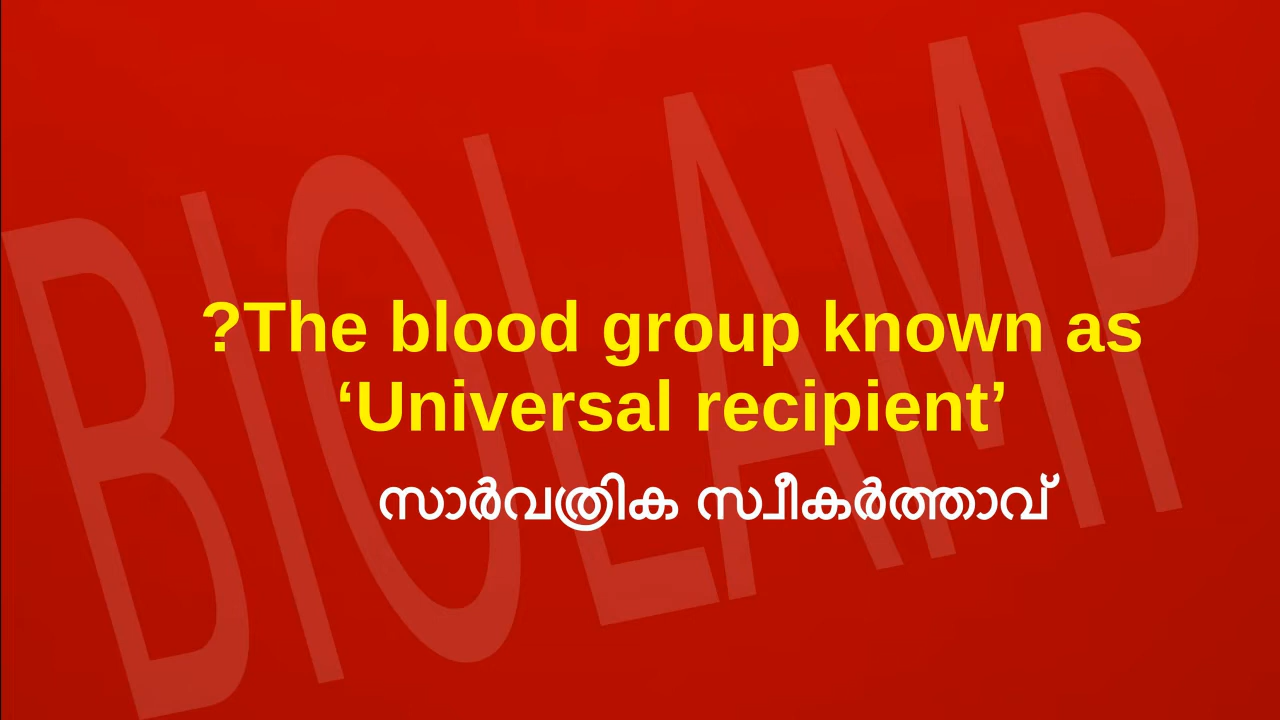 BIOLAMP
?The blood group known as
‘Universal recipient’
സാർവത്രിക സ്വീകർത്താവ്